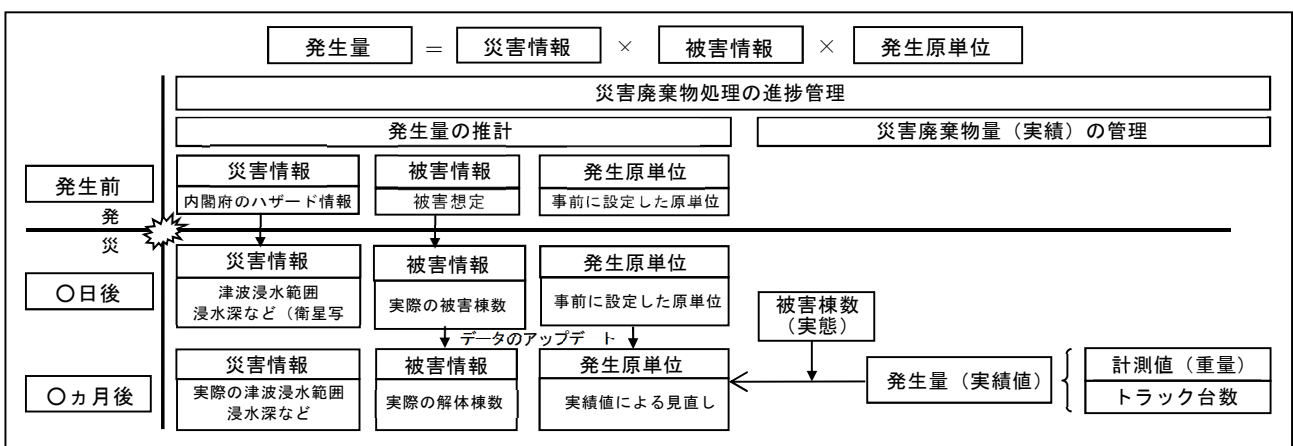 発生量 = 災害情報 × 被害情報 × 発生原単位
災害廃棄物処理の進捗管理
発生量の推計 災害廃棄物量（実績）の管理
発生前
災害情報 被害情報 発生原単位
内閣府のハザード情報 被害想定 事前に設定した原単位
発
災
〇日後
災害情報 被害情報 発生原単位
津波浸水範囲
浸水深など（衛星写
実際の被害棟数
事前に設定した原単位
被害棟数
（実態）
データのアップデート
〇ヵ月後
災害情報 被害情報 発生原単位
実際の津波浸水範囲
浸水深など
実際の解体棟数
実績値による見直し
発生量（実績値）
計測値（重量）
トラック台数